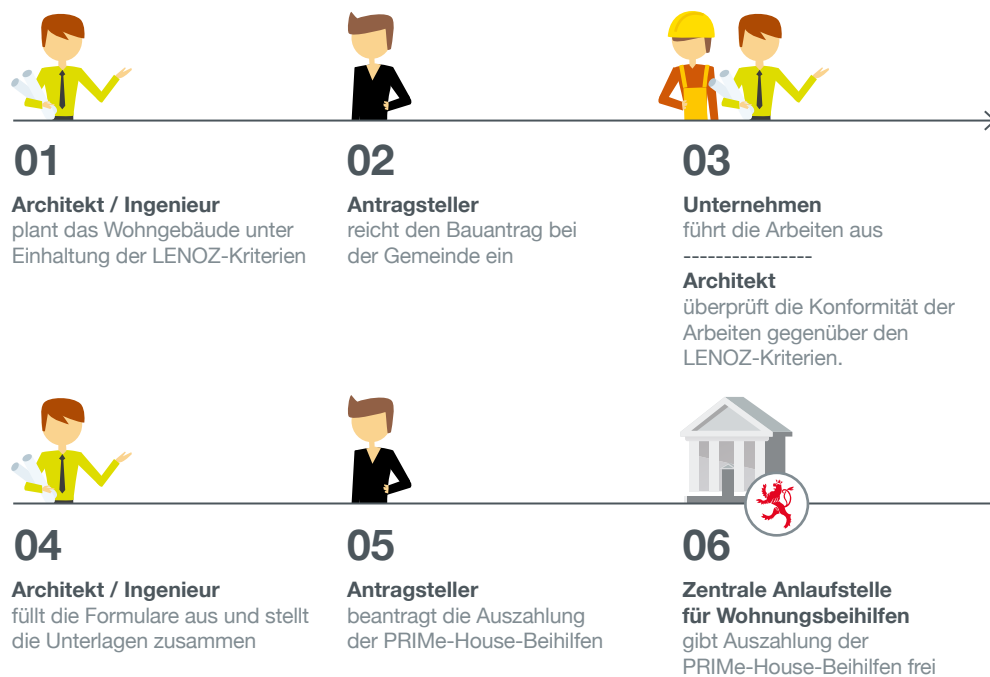 01
Architekt / Ingenieur
plant das Wohngebäude unter
Einhaltung der LENOZ-Kriterien
02
Antragsteller
reicht den Bauantrag bei
der Gemeinde ein
03
Unternehmen
führt die Arbeiten aus
----------------
Architekt
überprüft die Konformität der
Arbeiten gegenüber den
LENOZ-Kriterien.
04
Architekt / Ingenieur
füllt die Formulare aus und stellt
die Unterlagen zusammen
05
Antragsteller
beantragt die Auszahlung
der PRIMe-House-Beihilfen
06
Zentrale Anlaufstelle
für Wohnungsbeihilfen
gibt Auszahlung der
PRIMe-House-Beihilfen frei